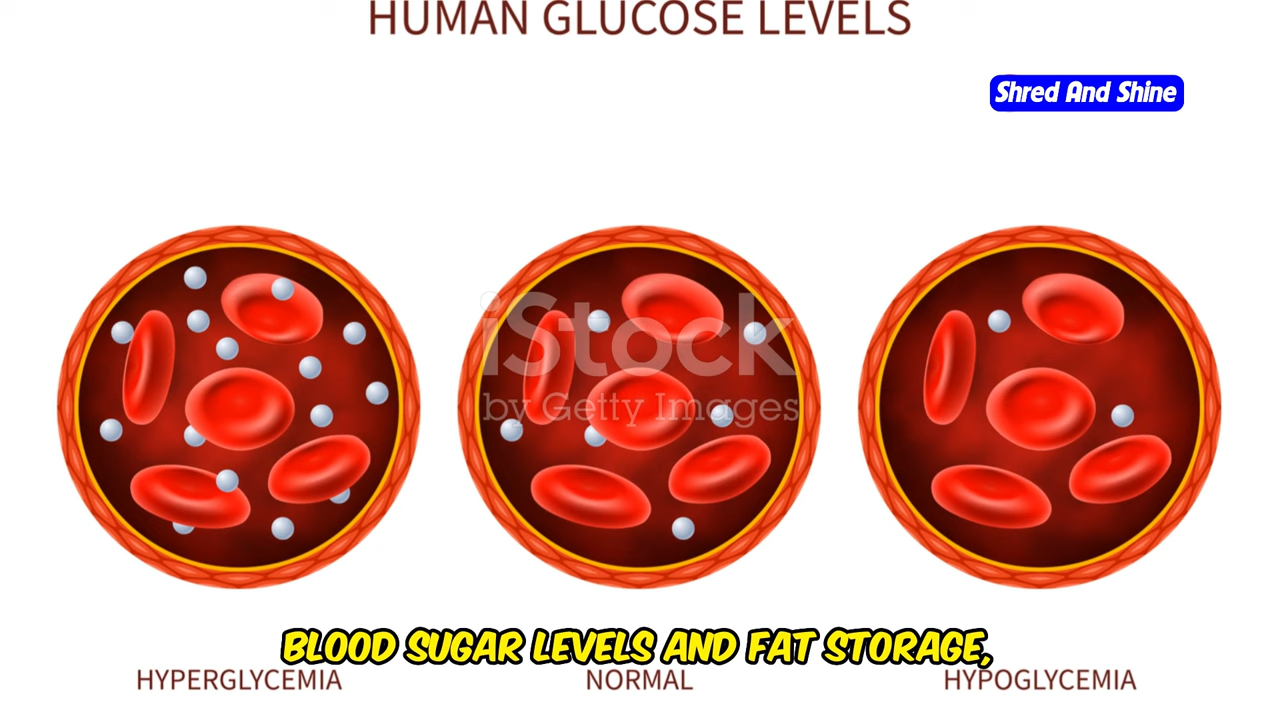 HUMAN GLUCOSE LEVELS
Shred And Shine
iStock
by Getty Images
BLOOD SUGAR LEVELS AND FAT STORAGE,
HYPERGLYCEMIA
NORMAL
HYPOGLYCEMIA